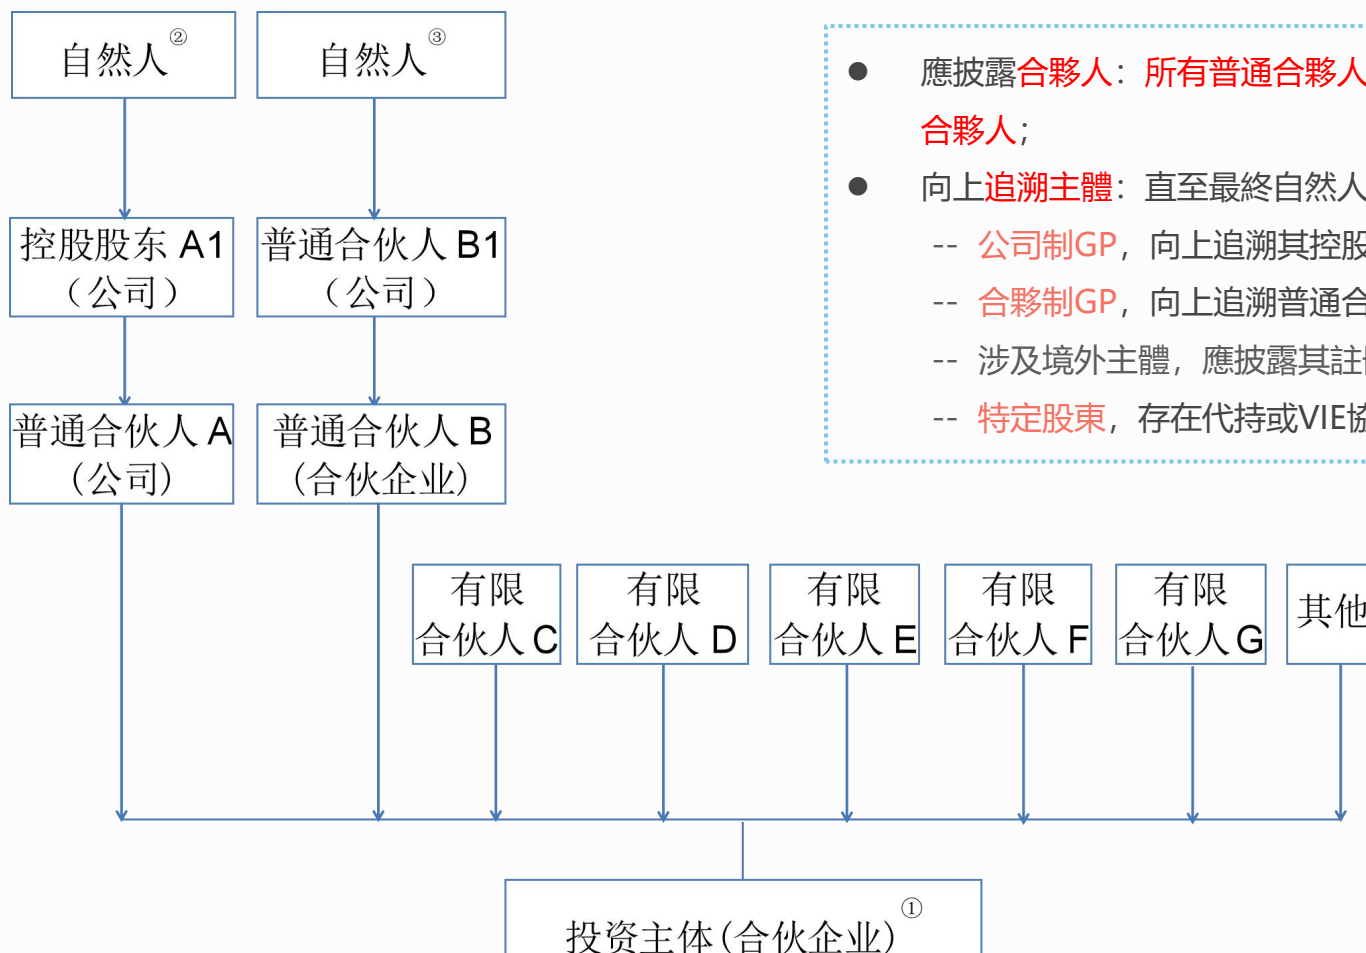 自然人②
自然人③
控股股东 A1
（公司）
普通合伙人 B1
（公司）
普通合伙人 A
(公司)
普通合伙人 B
(合伙企业)
● 應披露合夥人：所有普通合夥人
合夥人；
● 向上追溯主體：直至最終自然人
-- 公司制GP，向上追溯其控股
-- 合夥制GP，向上追溯普通合
-- 涉及境外主體，應披露其註
-- 特定股東，存在代持或VIE協
有限
合伙人 C
有限
合伙人 D
有限
合伙人 E
有限
合伙人 F
有限
合伙人 G
其他
投资主体(合伙企业)①